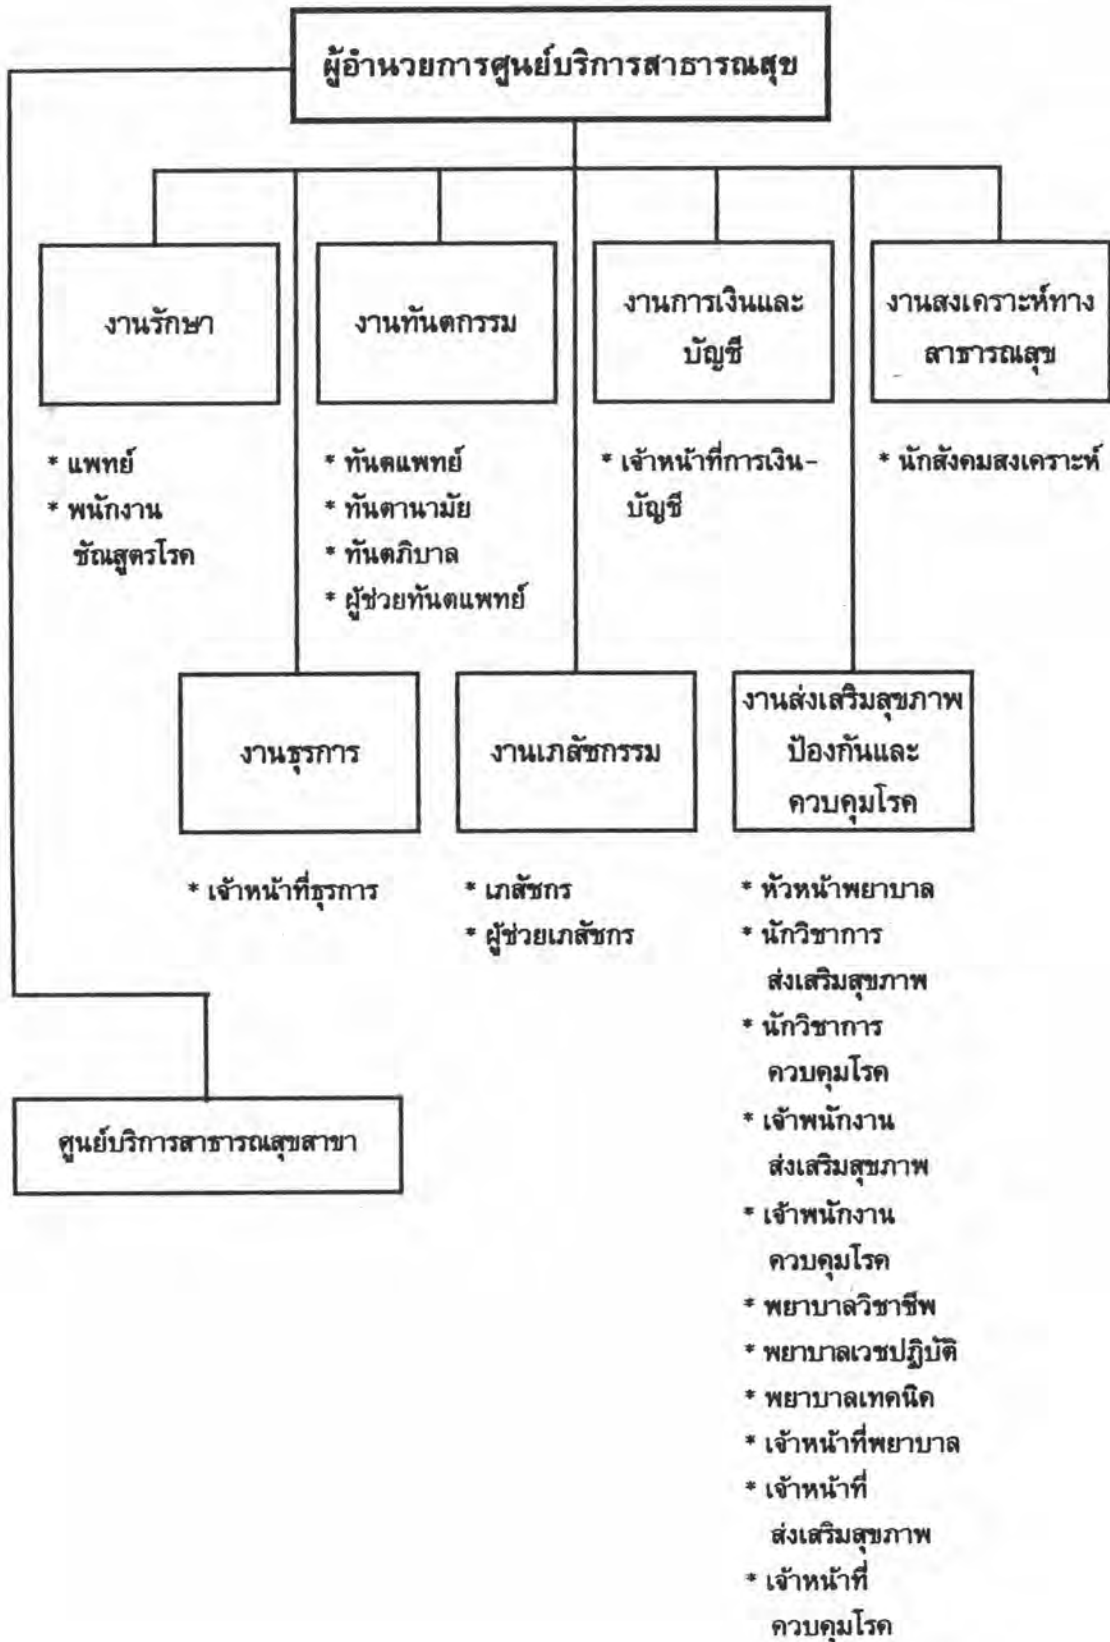 ผู้อำนวยการศูนย์บริการสาธารณสุข
งานรักษา
* แพทย์
* พนักงาน
ชัณสูตรโรค
งานทันตกรรม
* ทันตแพทย์
* ทันตานามัย
* ทันตภิบาล
* ผู้ช่วยทันตแพทย์
งานการเงินและ
บัญชี
* เจ้าหน้าที่การเงิน-
บัญชี
งานสงเคราะห์ทาง
สาธารณสุข
* นักสังคมสงเคราะห์
งานธุรการ
* เจ้าหน้าที่ธุรการ
งานเภสัชกรรม
* เภสัชกร
* ผู้ช่วยเภสัชกร
งานส่งเสริมสุขภาพ
ป้องกันและ
ควบคุมโรค
* หัวหน้าพยาบาล
* นักวิชาการ
ส่งเสริมสุขภาพ
* นักวิชาการ
ควบคุมโรค
* เจ้าพนักงาน
ส่งเสริมสุขภาพ
* เจ้าพนักงาน
ควบคุมโรค
* พยาบาลวิชาชีพ
* พยาบาลเวชปฏิบัติ
* พยาบาลเทคนิค
* เจ้าหน้าที่พยาบาล
* เจ้าหน้าที่
ส่งเสริมสุขภาพ
* เจ้าหน้าที่
ควบคุมโรค
ศูนย์บริการสาธารณสุขสาขา